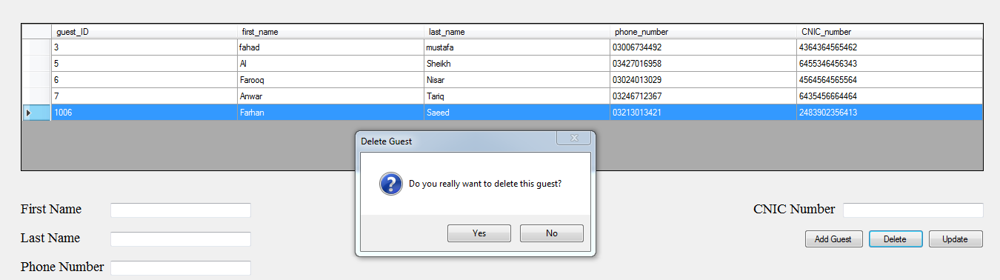 guest_ID first_name last_name phone_number CNIC_number
3 fahad mustafa 03006734492 4364364565462
5 Al Sheikh 03427016958 6455346456343
6 Farooq Nisar 03024013029 4564564565564
7 Anwar Tariq 03246712367 6435456664464
1006 Farhan Saeed 03213013421 2483902356413
Delete Guest
Do you really want to delete this guest?
Yes No
First Name CNIC Number
Last Name Add Guest Delete Update
Phone Number